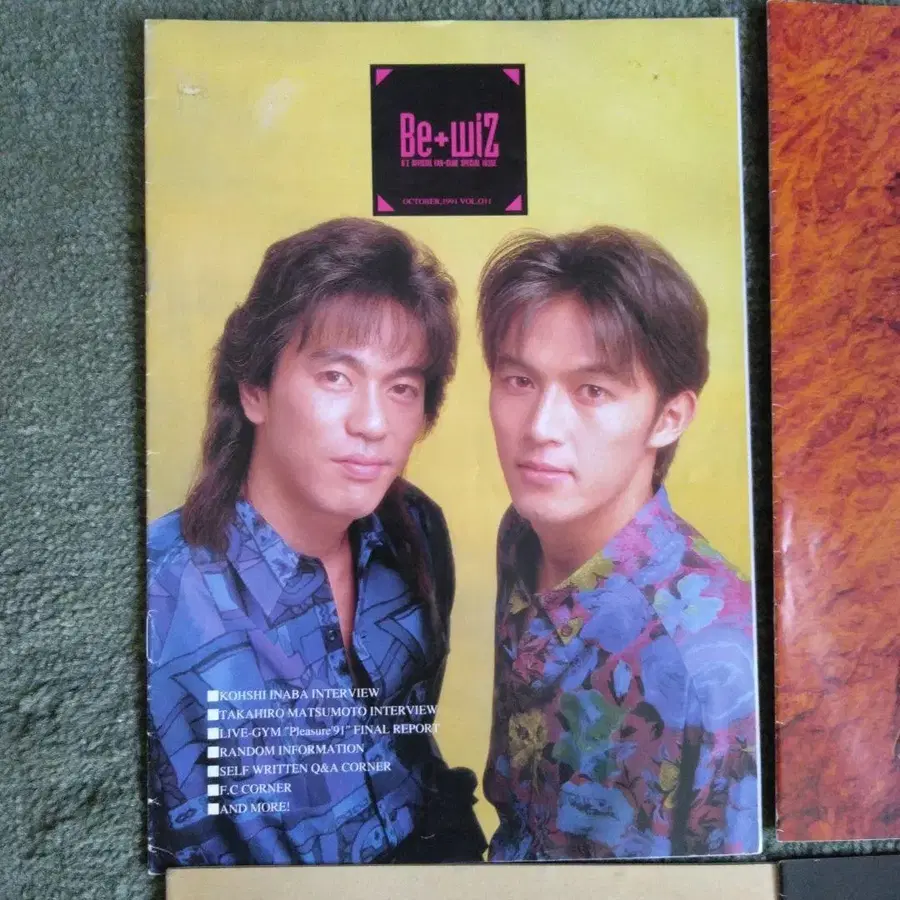 Be+wiZ
B'Z OFFICIAL FAN-CLUB SPECIAL ISSUE
OCTOBER,1991 VOL.011
KOHSHI INABA INTERVIEW
TAKAHIRO MATSUMOTO INTERVIEW
LIVE-GYM "Pleasure'91" FINAL REPORT
RANDOM INFORMATION
SELF WRITTEN Q&A CORNER
F.C CORNER
AND MORE!